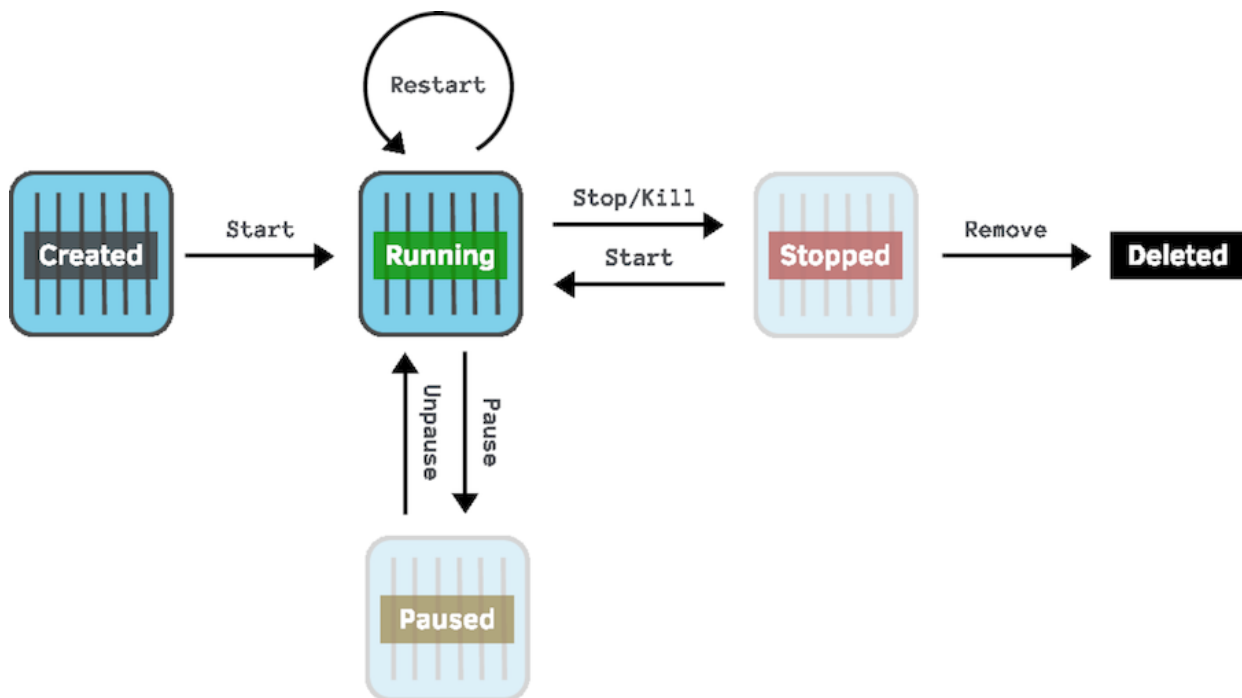 Restart
Created
Start
Running
Stop/Kill
Start
Stopped
Remove
Deleted
Unpause
Pause
Paused